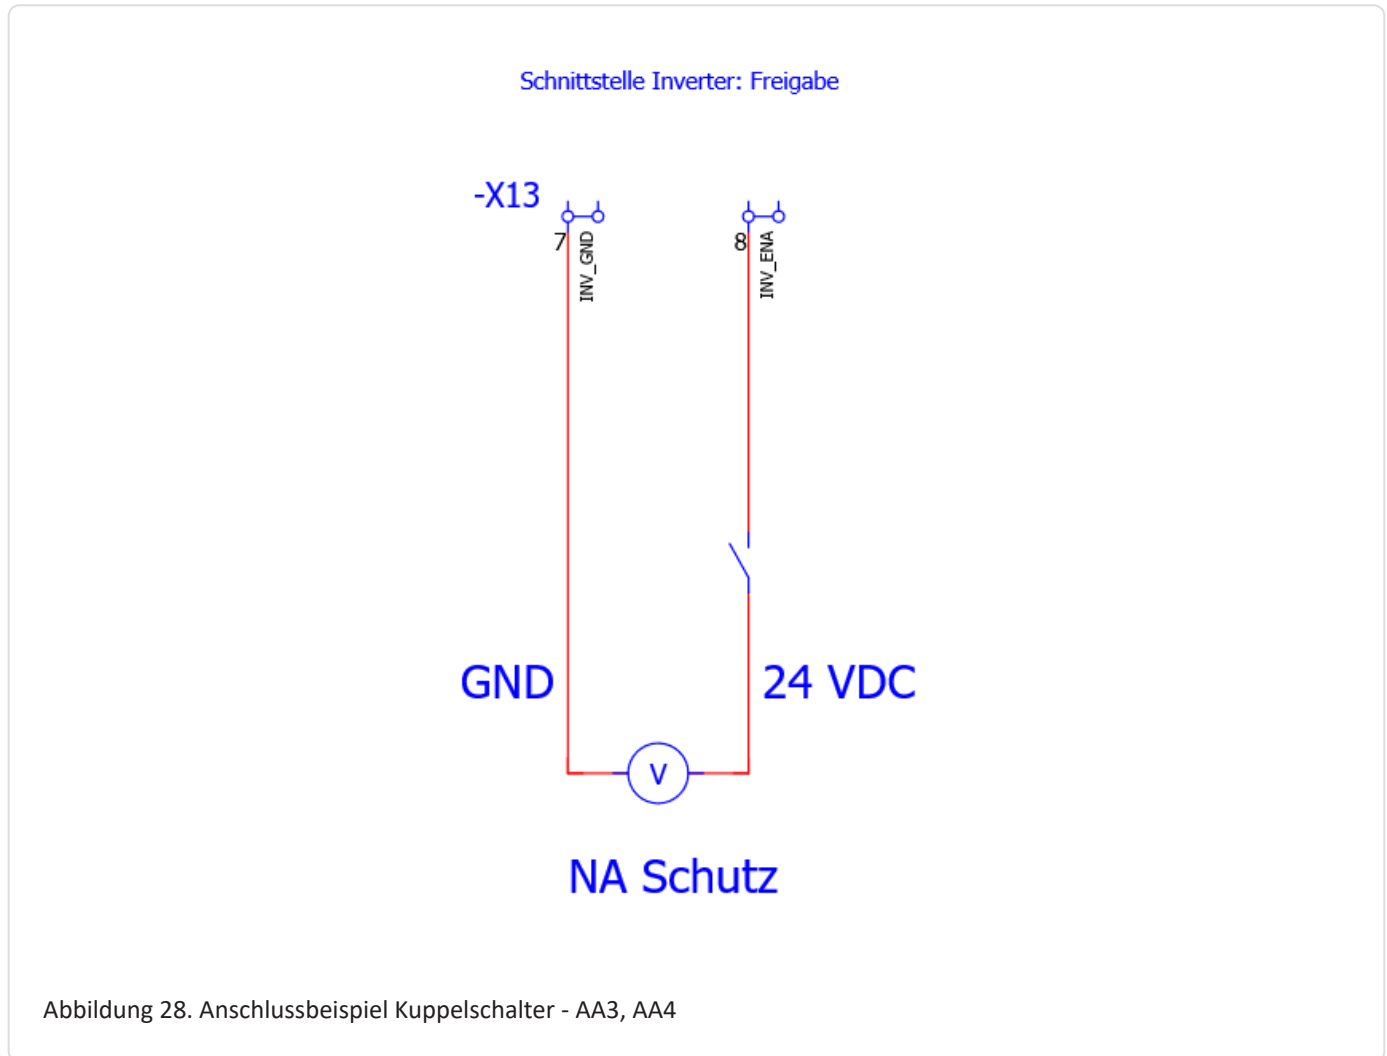 Schnittstelle Inverter: Freigabe
-X13
7
INV_GND
8
INV_ENA
GND
24 VDC
V
NA Schutz
Abbildung 28. Anschlussbeispiel Kuppelschalter - AA3, AA4